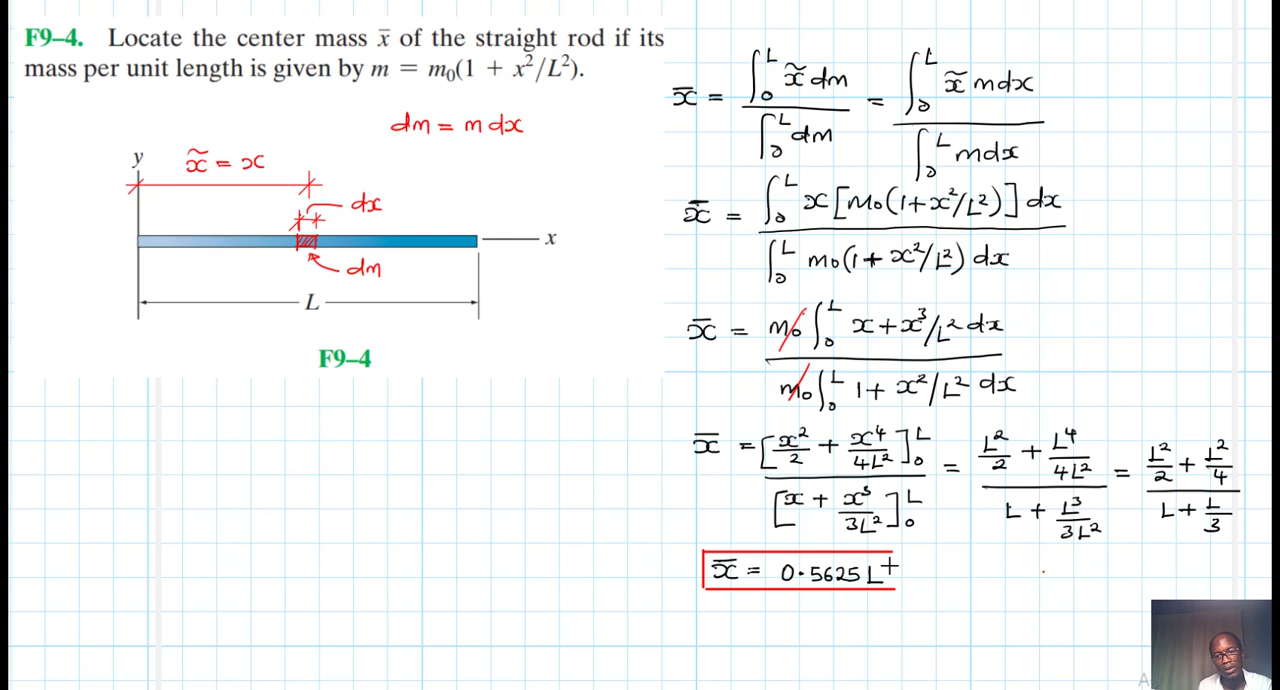 F9–4. Locate the center mass x̄ of the straight rod if its
mass per unit length is given by m = m₀(1 + x²/L²).
dm = m dx
y
x̃ = x
dx
x
dm
L
F9–4
x̄ = ∫₀ᴸ x̃ dm / ∫₀ᴸ dm = ∫₀ᴸ x̃ m dx / ∫₀ᴸ m dx
x̄ = ∫₀ᴸ x [m₀(1+x²/L²)] dx / ∫₀ᴸ m₀(1+x²/L²) dx
x̄ = m₀ ∫₀ᴸ x + x³/L² dx / m₀ ∫₀ᴸ 1 + x²/L² dx
x̄ = [x²/2 + x⁴/4L²]₀ᴸ / [x + x³/3L²]₀ᴸ = (L²/2 + L⁴/4L²) / (L + L³/3L²) = (L²/2 + L²/4) / (L + L/3)
x̄ = 0.5625 L